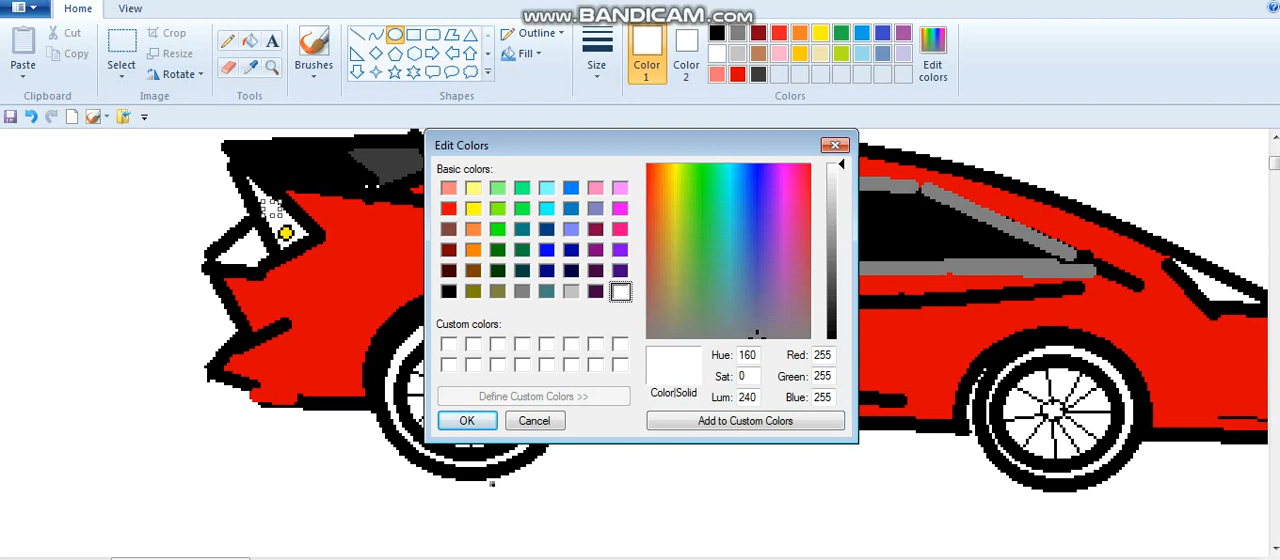 www.BANDICAM.com
Home
View
Paste
Cut
Copy
Clipboard
Select
Crop
Resize
Rotate
Image
Tools
Brushes
Outline
Fill
Shapes
Size
Color
1
Color
2
Edit
colors
Colors
Edit Colors
Basic colors:
Custom colors:
Define Custom Colors >>
OK
Cancel
Color|Solid
Hue: 160
Sat: 0
Lum: 240
Red: 255
Green: 255
Blue: 255
Add to Custom Colors